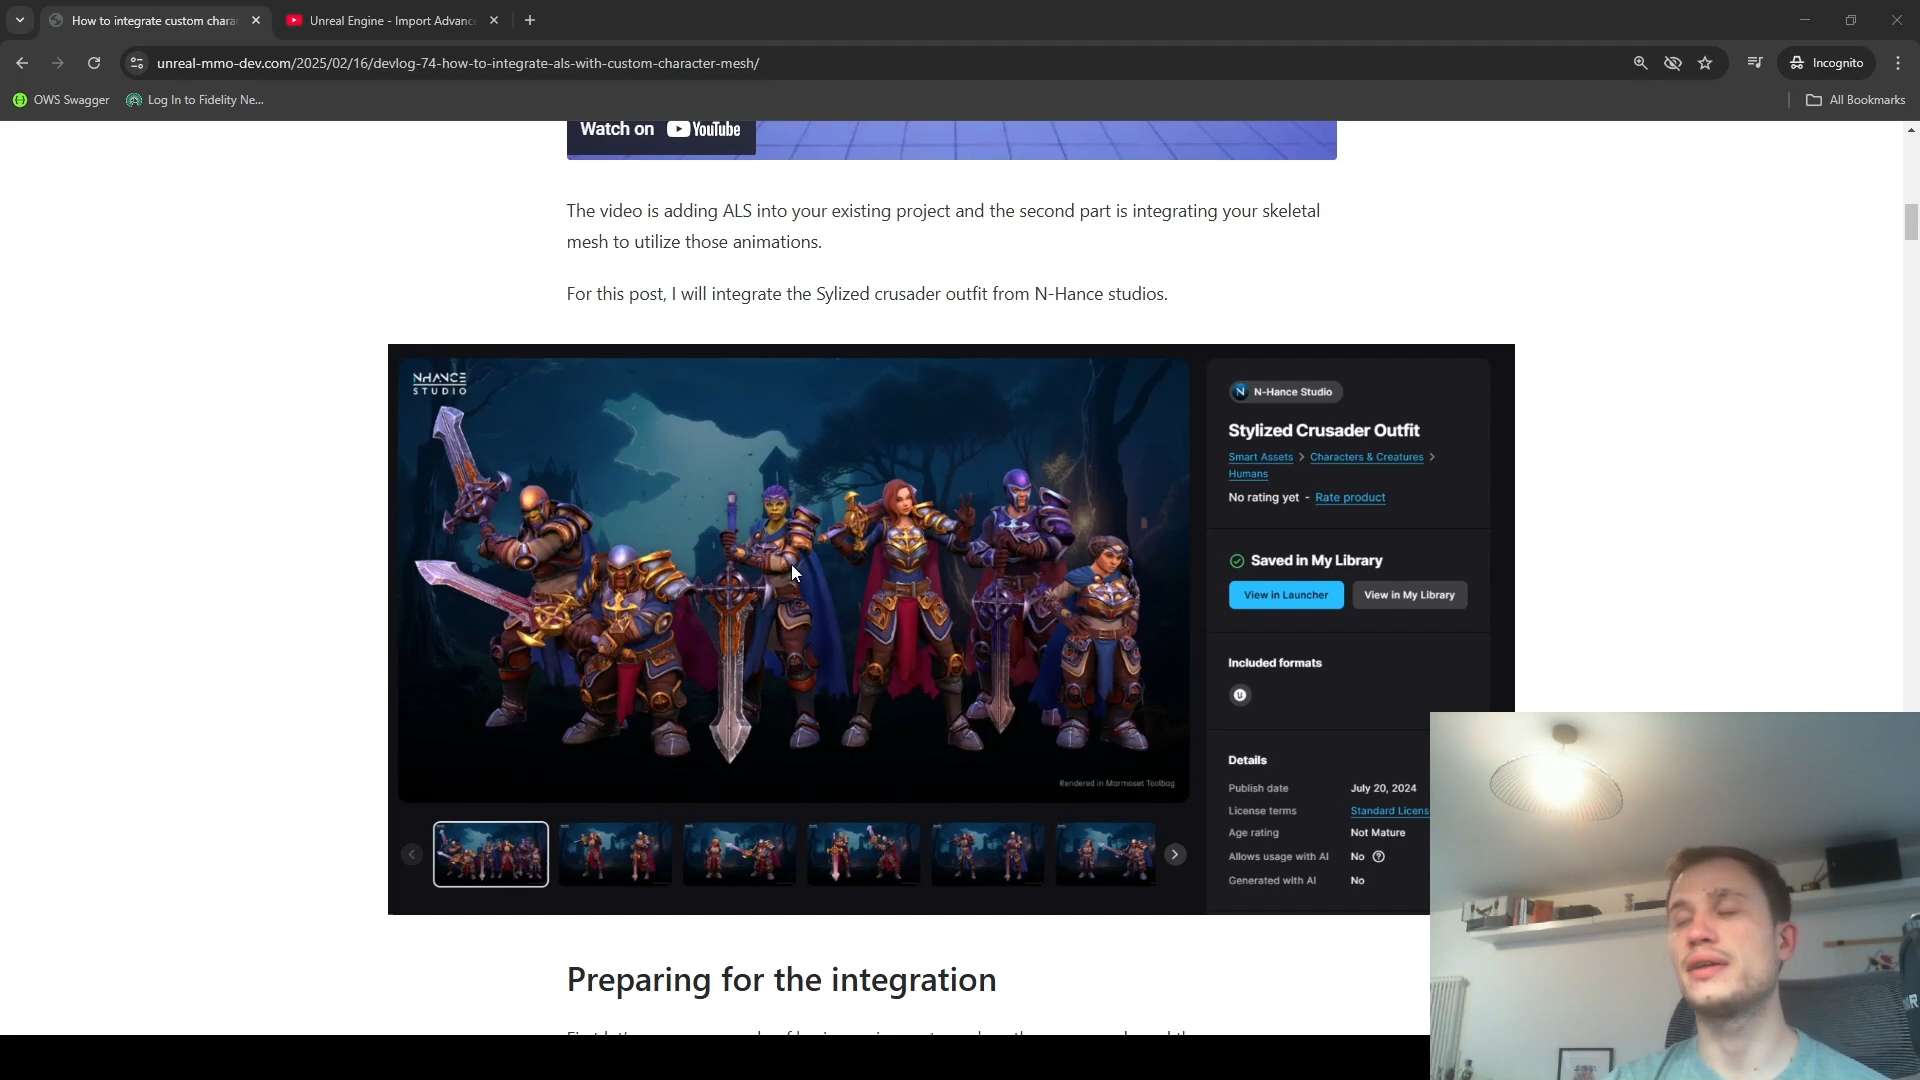 How to integrate custom chara
Unreal Engine - Import Advanc
unreal-mmo-dev.com/2025/02/16/devlog-74-how-to-integrate-als-with-custom-character-mesh/
Incognito
OWS Swagger
Log In to Fidelity Ne...
All Bookmarks
Watch on YouTube
The video is adding ALS into your existing project and the second part is integrating your skeletal
mesh to utilize those animations.
For this post, I will integrate the Sylized crusader outfit from N-Hance studios.
NHANCE
STUDIO
N N-Hance Studio
Stylized Crusader Outfit
Smart Assets > Characters & Creatures >
Humans
No rating yet - Rate product
Saved in My Library
View in Launcher
View in My Library
Included formats
Details
Publish date July 20, 2024
License terms Standard Licens
Age rating Not Mature
Allows usage with AI No ?
Generated with AI No
Rendered in Marmoset Toolbag
Preparing for the integration